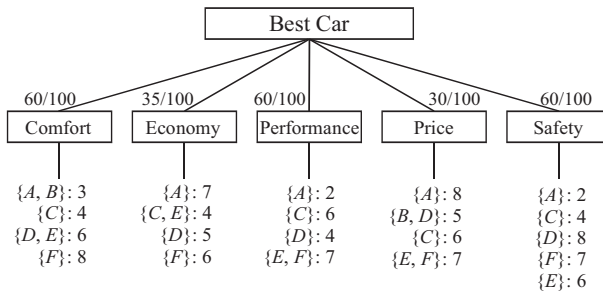 Best Car
60/100 35/100 60/100 30/100 60/100
Comfort Economy Performance Price Safety
{A, B}: 3 {A}: 7 {A}: 2 {A}: 8 {A}: 2
{C}: 4 {C, E}: 4 {C}: 6 {B, D}: 5 {C}: 4
{D, E}: 6 {D}: 5 {D}: 4 {C}: 6 {D}: 8
{F}: 8 {F}: 6 {E, F}: 7 {E, F}: 7 {F}: 7
{E}: 6